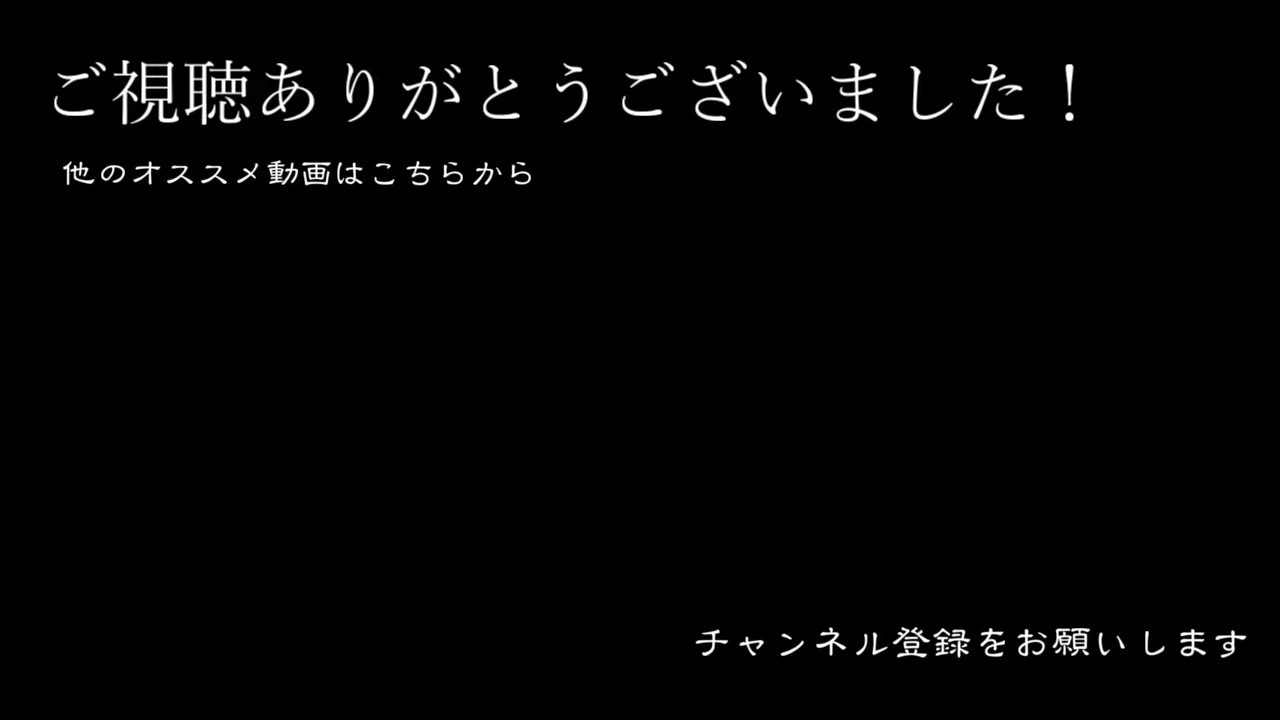 ご視聴ありがとうございました！
他のオススメ動画はこちらから
チャンネル登録をお願いします